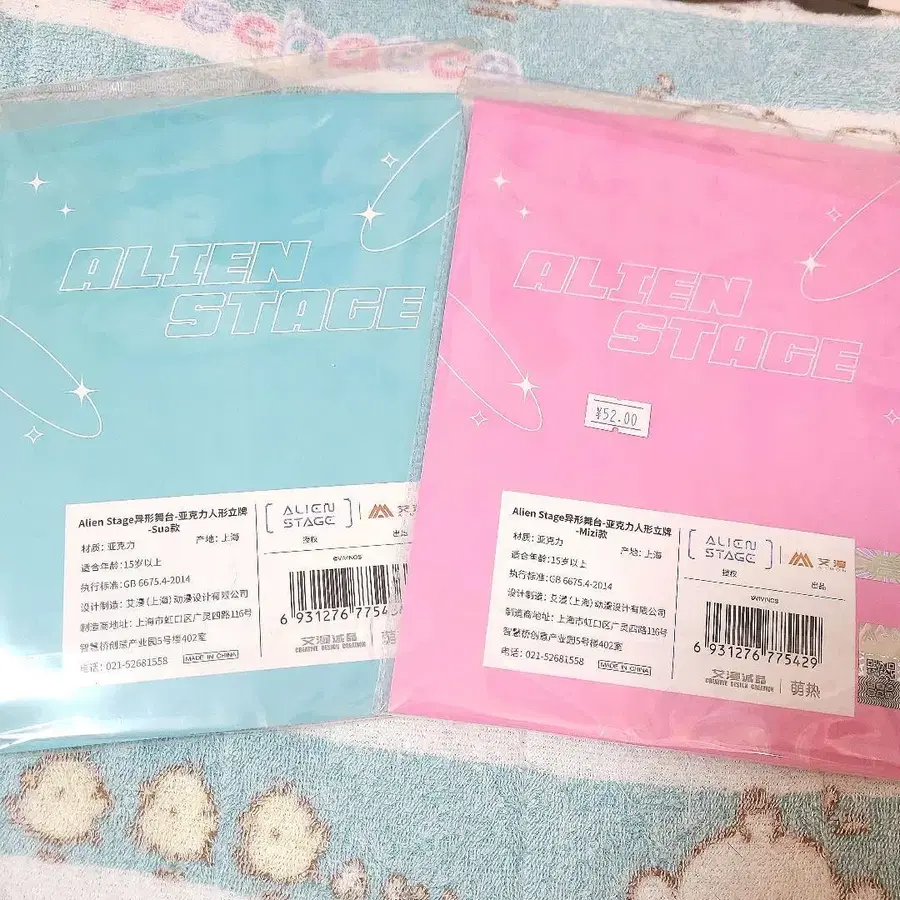 ALIEN
STAGE
Alien Stage异形舞台-亚克力人形立牌
-Sua款
材质:亚克力 产地:上海
适合年龄:15岁以上
执行标准:GB 6675.4-2014
设计制造:艾漫(上海)动漫设计有限公司
制造商地址:上海市虹口区广灵四路116号
智慧桥创意产业园5号楼402室
电话:021-52681558
MADE IN CHINA
ALIEN
STAGE
授权
出品
©VIVINOS
6 931276
艾漫诚品
CREATIVE DESIGN CREATION
ALIEN
STAGE
¥52.00
Alien Stage异形舞台-亚克力人形立牌
-Mizi款
材质:亚克力 产地:上海
适合年龄:15岁以上
执行标准:GB 6675.4-2014
设计制造:艾漫(上海)动漫设计有限公司
制造商地址:上海市虹口区广灵四路116号
智慧桥创意产业园5号楼402室
电话:021-52681558
MADE IN CHINA
ALIEN
STAGE
艾漫
授权
出品
©VIVINOS
6 931276 775429
艾漫诚品
CREATIVE DESIGN CREATION
萌热